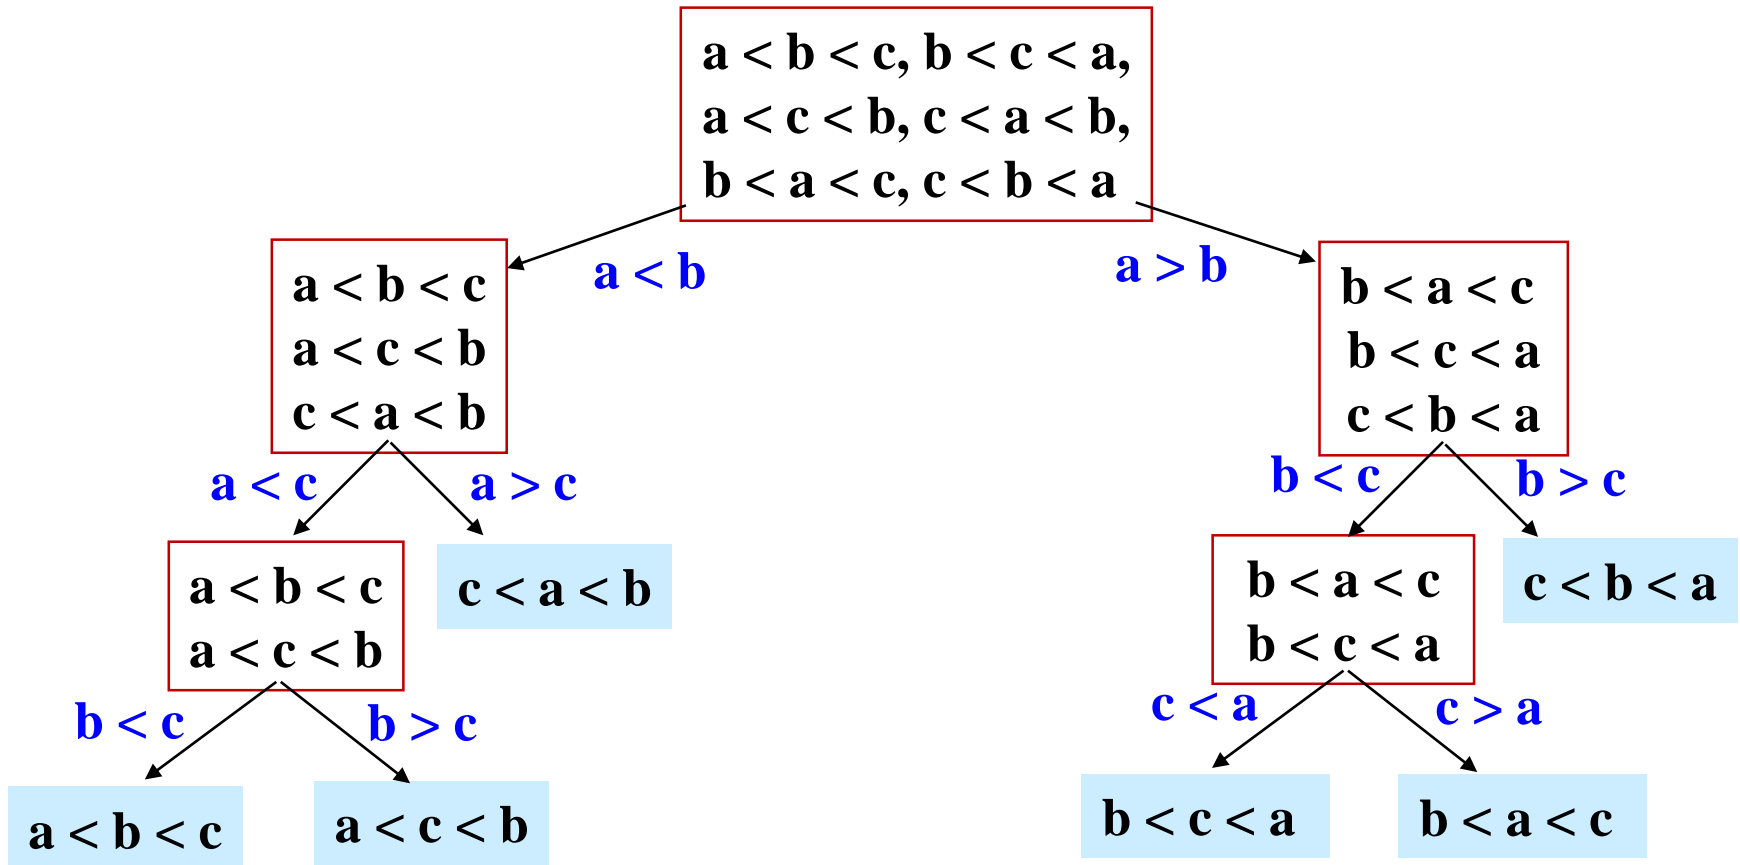 a < b < c, b < c < a,
a < c < b, c < a < b,
b < a < c, c < b < a
a < b
a > b
a < b < c
a < c < b
c < a < b
b < a < c
b < c < a
c < b < a
a < c
a > c
b < c
b > c
a < b < c
a < c < b
c < a < b
b < a < c
b < c < a
c < b < a
b < c
b > c
c < a
c > a
a < b < c
a < c < b
b < c < a
b < a < c